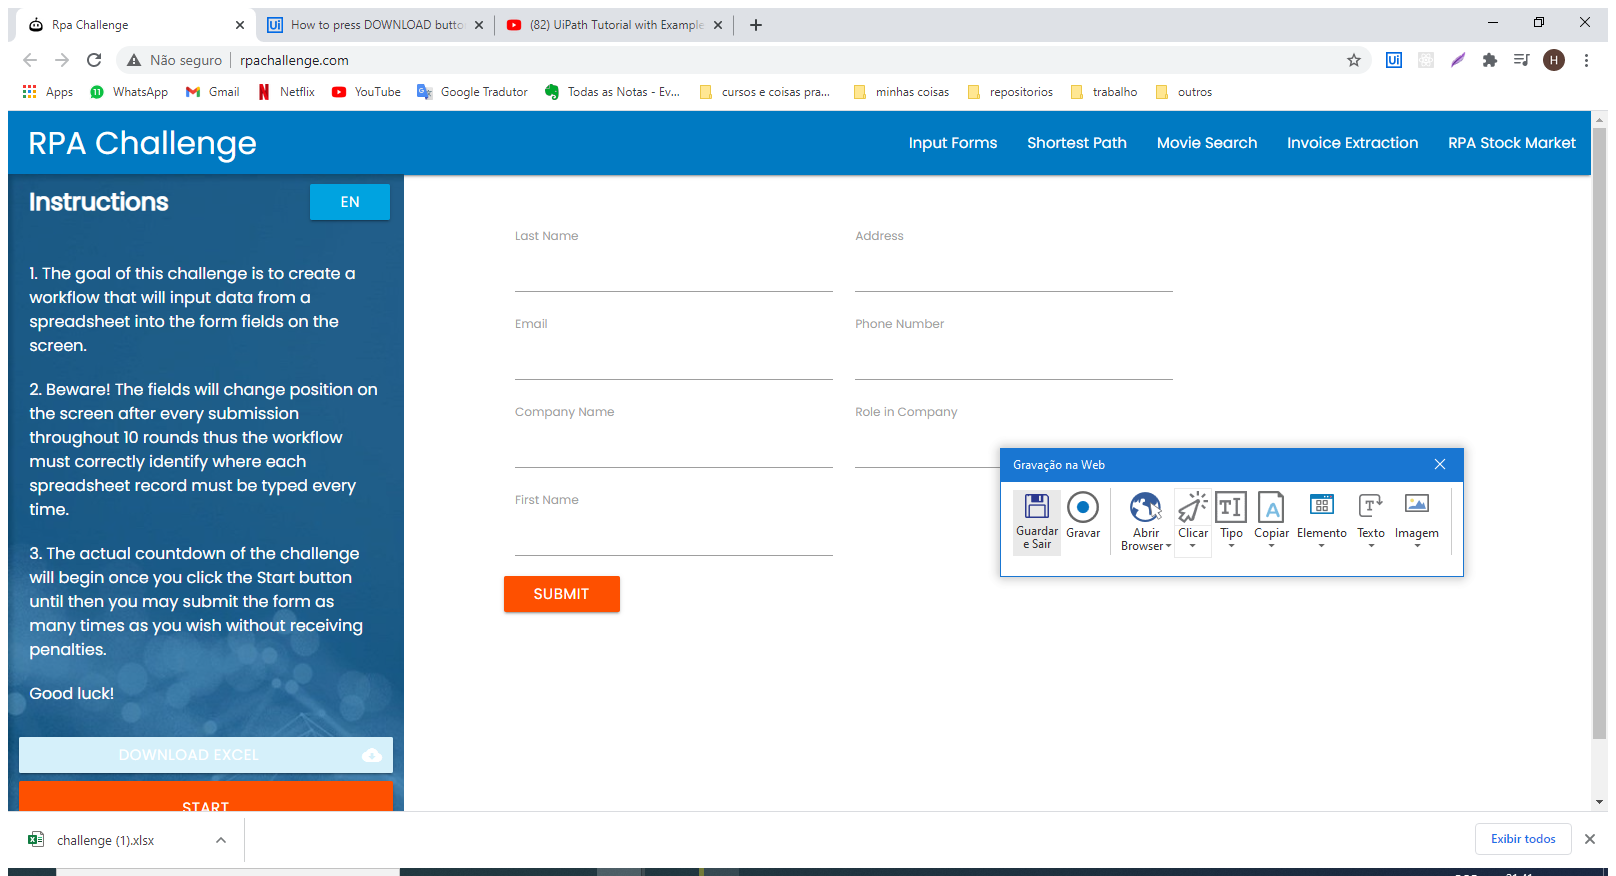 Rpa Challenge
How to press DOWNLOAD butto
(82) UiPath Tutorial with Example
Não seguro
rpachallenge.com
Ui
H
Apps
11
WhatsApp
Gmail
Netflix
YouTube
Google Tradutor
Todas as Notas - Ev...
cursos e coisas pra...
minhas coisas
repositorios
trabalho
outros
RPA Challenge
Input Forms
Shortest Path
Movie Search
Invoice Extraction
RPA Stock Market
Instructions
EN
1. The goal of this challenge is to create a
workflow that will input data from a
spreadsheet into the form fields on the
screen.
2. Beware! The fields will change position on
the screen after every submission
throughout 10 rounds thus the workflow
must correctly identify where each
spreadsheet record must be typed every
time.
3. The actual countdown of the challenge
will begin once you click the Start button
until then you may submit the form as
many times as you wish without receiving
penalties.
Good luck!
DOWNLOAD EXCEL
START
Last Name
Address
Email
Phone Number
Company Name
Role in Company
First Name
SUBMIT
Gravação na Web
Guardar
e Sair
Gravar
Abrir
Browser
Clicar
Tipo
Copiar
Elemento
Texto
Imagem
challenge (1).xlsx
Exibir todos